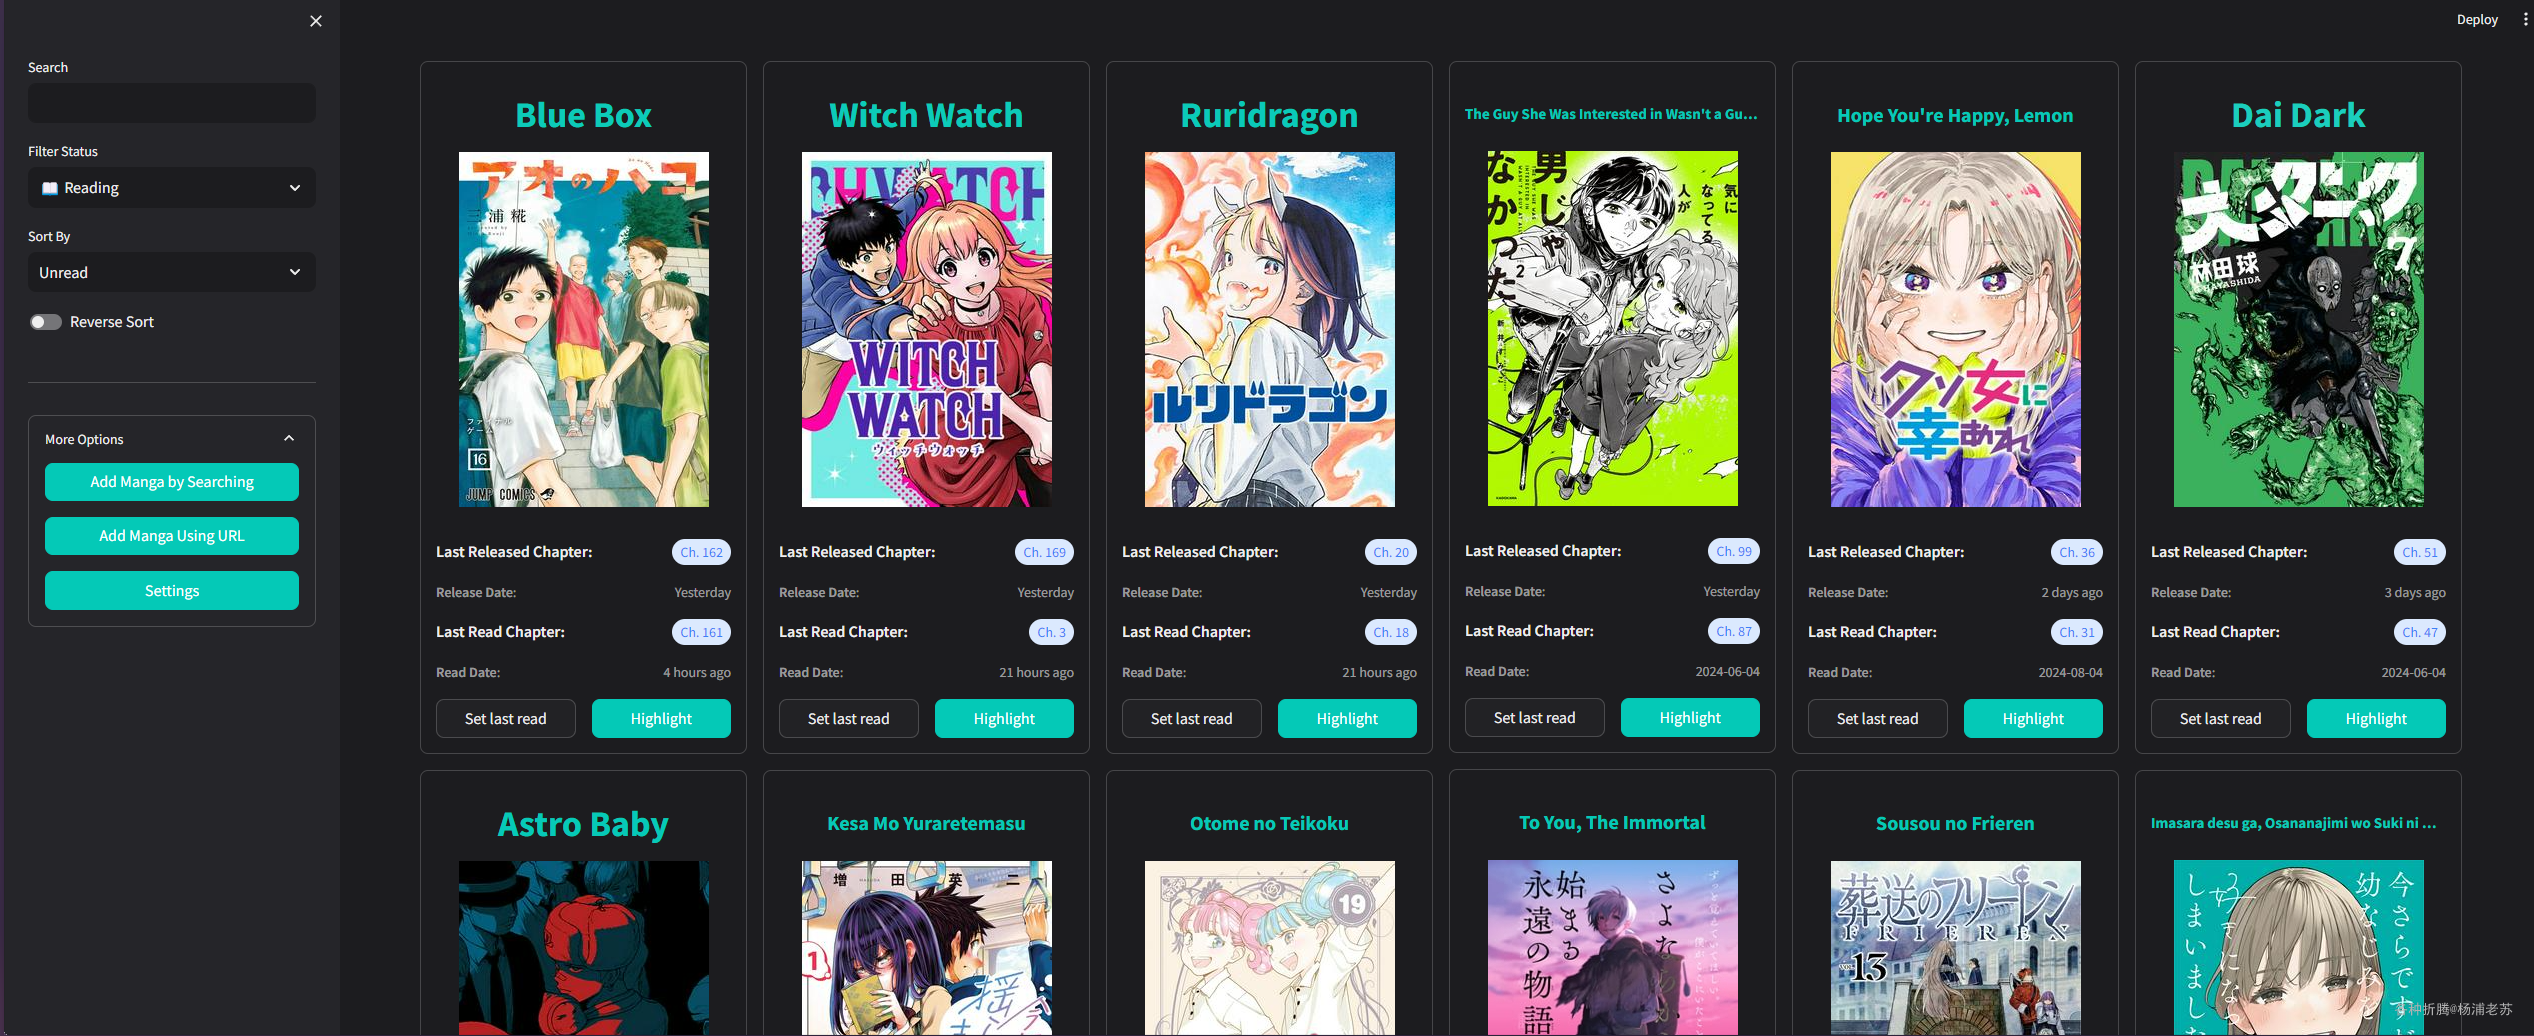 Deploy
Search
Filter Status
Reading
Sort By
Unread
Reverse Sort
More Options
Add Manga by Searching
Add Manga Using URL
Settings
Blue Box
アオのハコ
三浦糀
ファイナル
ゲーム
16
JUMP COMICS
Last Released Chapter:
Ch. 162
Release Date:
Yesterday
Last Read Chapter:
Ch. 161
Read Date:
4 hours ago
Set last read
Highlight
Witch Watch
WITCH
WATCH
ウィッチウォッチ
Last Released Chapter:
Ch. 169
Release Date:
Yesterday
Last Read Chapter:
Ch. 3
Read Date:
21 hours ago
Set last read
Highlight
Ruridragon
ルリドラゴン
Last Released Chapter:
Ch. 20
Release Date:
Yesterday
Last Read Chapter:
Ch. 18
Read Date:
21 hours ago
Set last read
Highlight
The Guy She Was Interested in Wasn't a Gu...
気に
なってる
人が
男じゃ
なかった
2
KADOKAWA
Last Released Chapter:
Ch. 99
Release Date:
Yesterday
Last Read Chapter:
Ch. 87
Read Date:
2024-06-04
Set last read
Highlight
Hope You're Happy, Lemon
クソ女に
幸あれ
Last Released Chapter:
Ch. 36
Release Date:
2 days ago
Last Read Chapter:
Ch. 31
Read Date:
2024-08-04
Set last read
Highlight
Dai Dark
大ダーク
7
林田球
Last Released Chapter:
Ch. 51
Release Date:
3 days ago
Last Read Chapter:
Ch. 47
Read Date:
2024-06-04
Set last read
Highlight
Astro Baby
Kesa Mo Yuraretemasu
増田英二
1
Otome no Teikoku
19
To You, The Immortal
さよなら
始まる
永遠の物語
Sousou no Frieren
葬送のフリーレン
FRIEREN
13
Imasara desu ga, Osananajimi wo Suki ni ...
今さらです
幼なじみを
好きになっ
しまいました
各种折腾@杨浦老苏